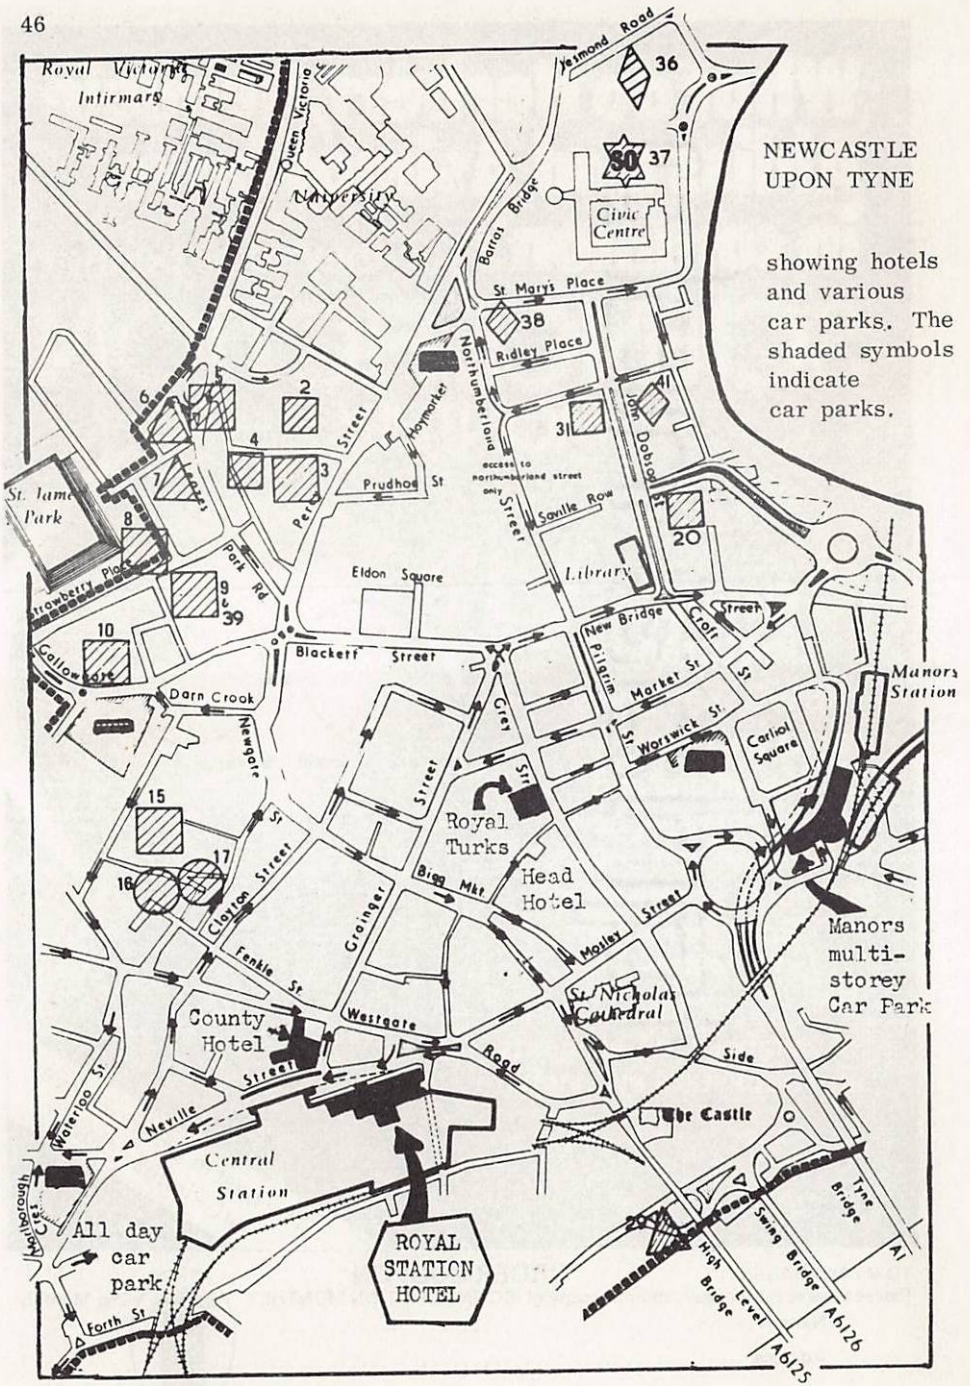 46
Royal Victoria
Infirmary
Queen Victoria
University
Jesmond Road
36
SO 37
Civic
Centre
Barras
Bridge
NEWCASTLE
UPON TYNE
showing hotels
and various
car parks. The
shaded symbols
indicate
car parks.
St. Mary's Place
38
Ridley Place
Northumberland
Street
Haymarket
41
31
John Dobson
St
6
2
4
3
7
Leazes
Percy
Street
Prudhoe St
access to
northumberland street
only
Saville Row
20
St. James
Park
8
Strawberry Place
9
39
Park Rd
Eldon Square
Library
New Bridge
Street
Croft
St
10
Gallowgate
Blackett Street
Pilgrim
St.
Market St
Manors
Station
Darn Crook
Newgate
St
Grey
Str
Worswick St.
Carliol
Square
15
Street
Royal
Turks
Head
Hotel
16
17
Clayton Street
Grainger
Bigg Mkt
Mosley
Street
Manors
multi-
storey
Car Park
Fenkle
St
St. Nicholas
Cathedral
County
Hotel
Westgate
Road
Side
Waterloo St
Neville
Street
The Castle
Central
Station
Marlborough
Cres
All day
car
park
Tyne
Bridge
A1
29
Swing Bridge
A6126
High Level
Bridge
A6125
ROYAL
STATION
HOTEL
Forth St